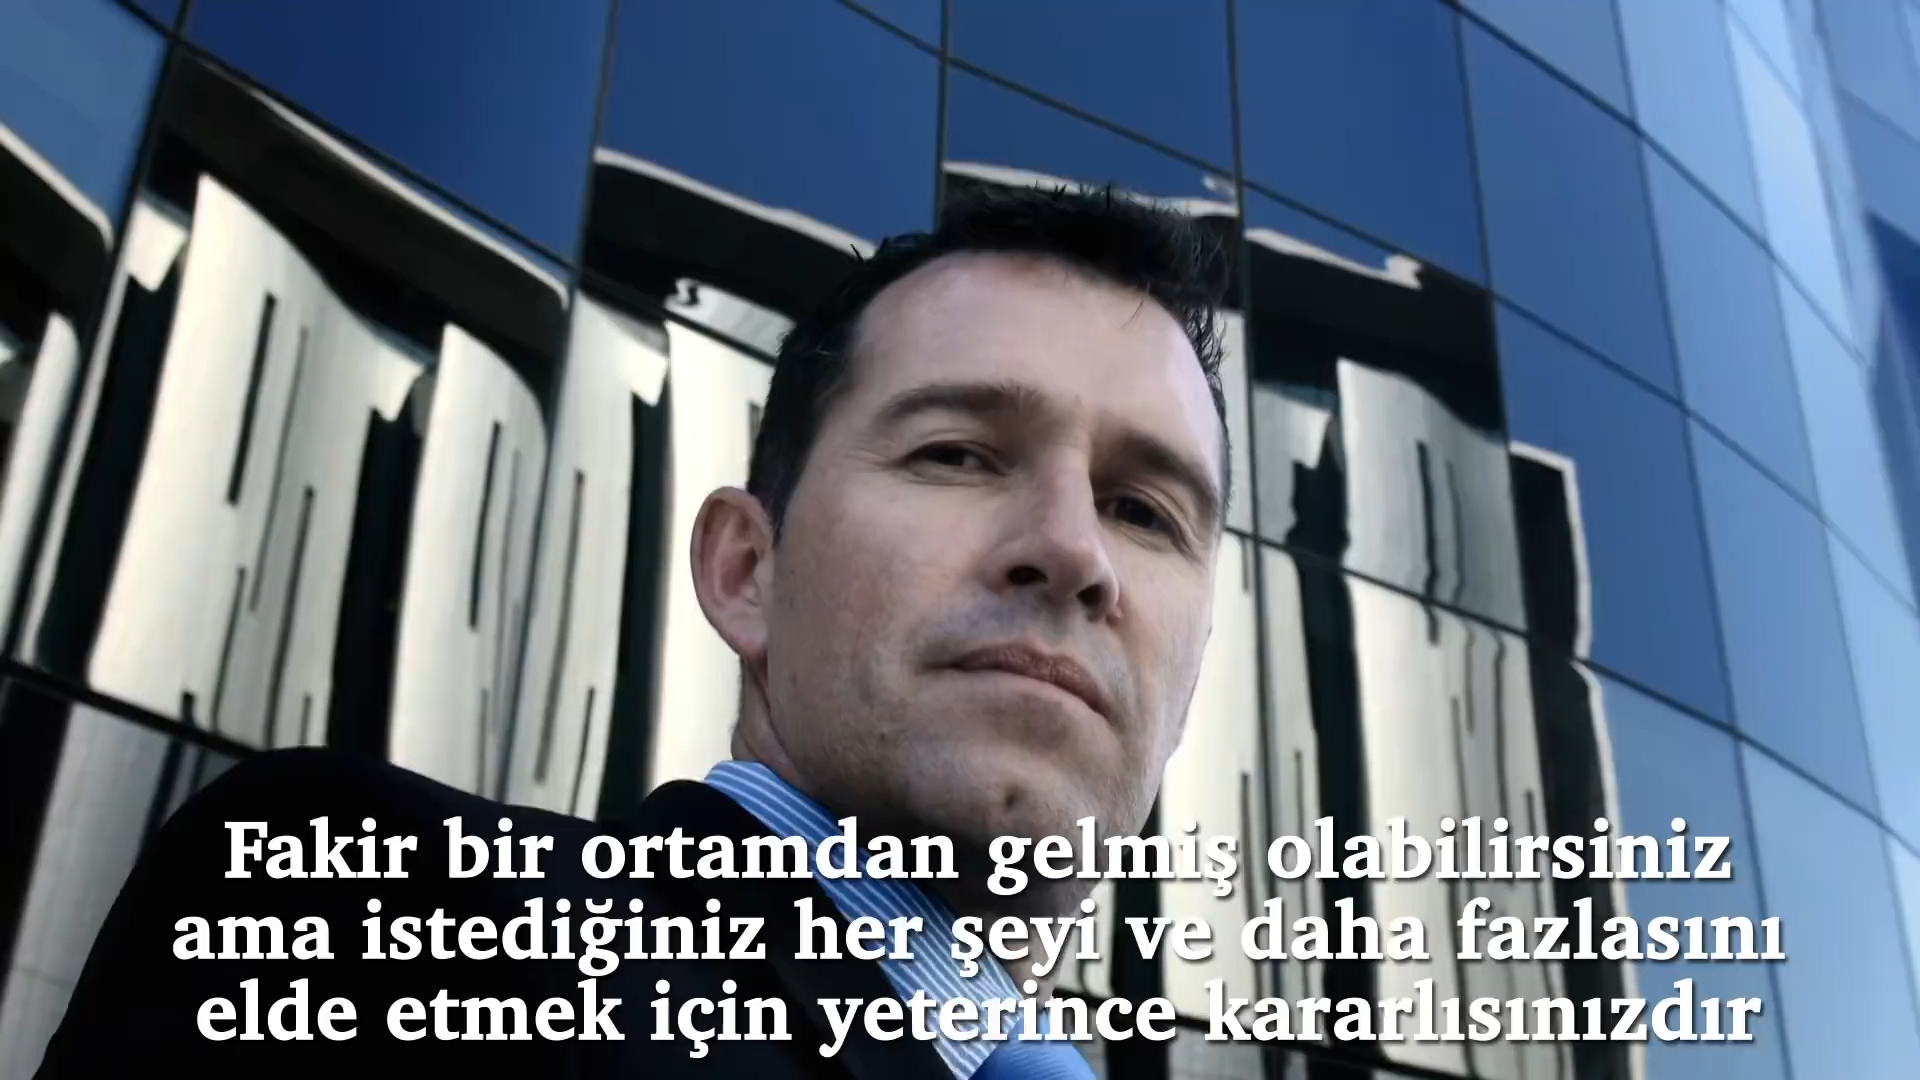 Fakir bir ortamdan gelmiş olabilirsiniz
ama istediğiniz her şeyi ve daha fazlasını
elde etmek için yeterince kararlısınızdır